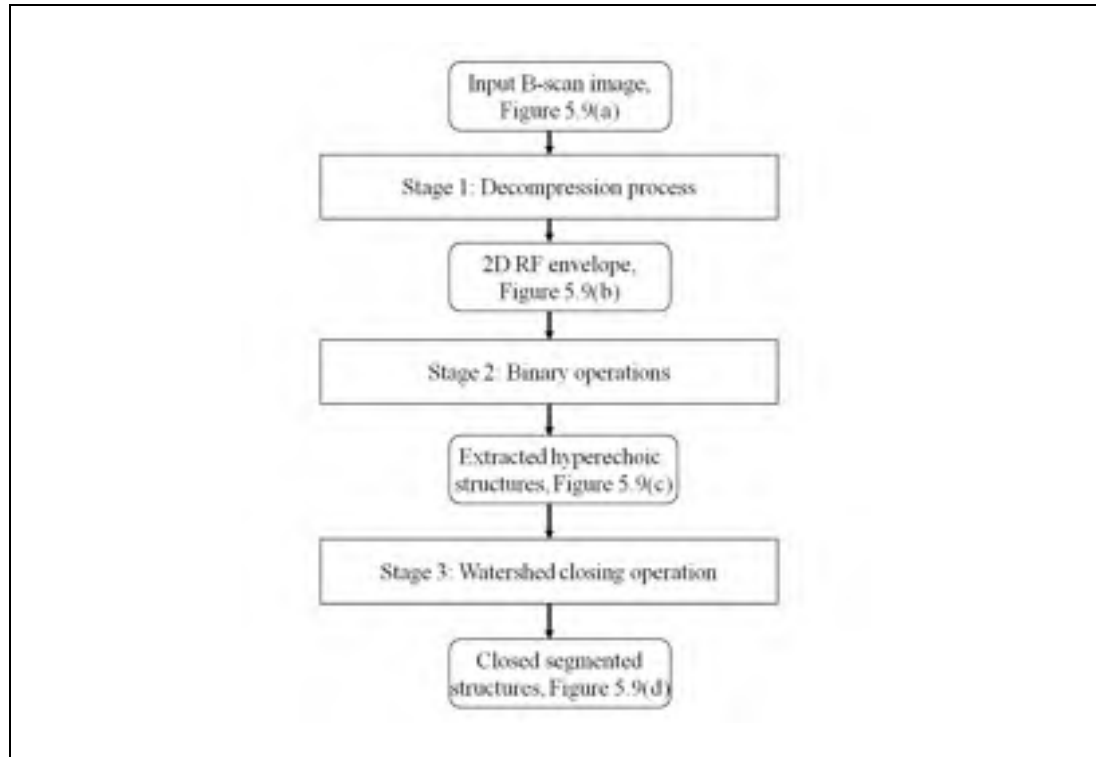 Input B-scan image,
Figure 5.9(a)
Stage 1: Decompression process
2D RF envelope,
Figure 5.9(b)
Stage 2: Binary operations
Extracted hyperechoic
structures, Figure 5.9(c)
Stage 3: Watershed closing operation
Closed segmented
structures, Figure 5.9(d)